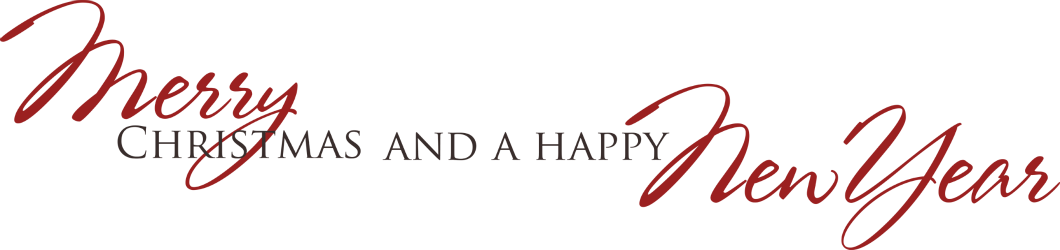 Merry
CHRISTMAS AND A HAPPY
New Year